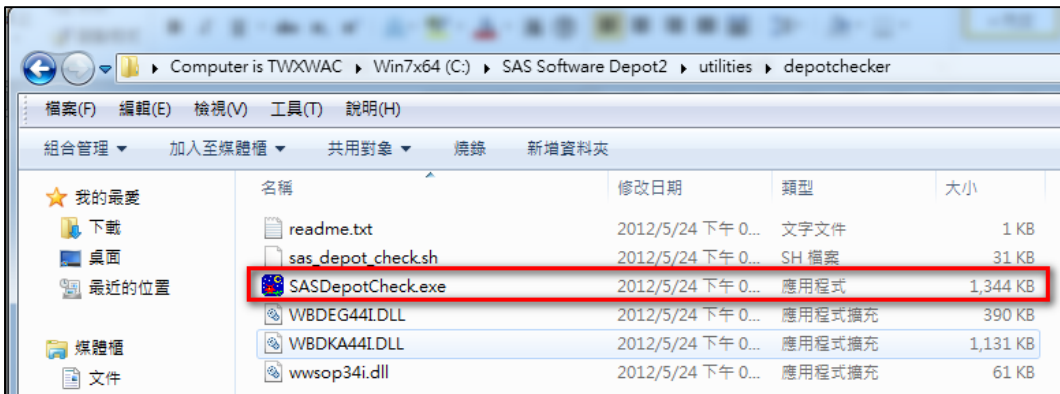 Computer is TWXWAC ▸ Win7x64 (C:) ▸ SAS Software Depot2 ▸ utilities ▸ depotchecker
檔案(F) 編輯(E) 檢視(V) 工具(T) 說明(H)
組合管理 加入至媒體櫃 共用對象 燒錄 新增資料夾
我的最愛
下載
桌面
最近的位置
媒體櫃
文件
名稱 修改日期 類型 大小
readme.txt 2012/5/24 下午 0... 文字文件 1 KB
sas_depot_check.sh 2012/5/24 下午 0... SH 檔案 31 KB
SASDepotCheck.exe 2012/5/24 下午 0... 應用程式 1,344 KB
WBDEG44I.DLL 2012/5/24 下午 0... 應用程式擴充 390 KB
WBDKA44I.DLL 2012/5/24 下午 0... 應用程式擴充 1,131 KB
wwsop34i.dll 2012/5/24 下午 0... 應用程式擴充 61 KB